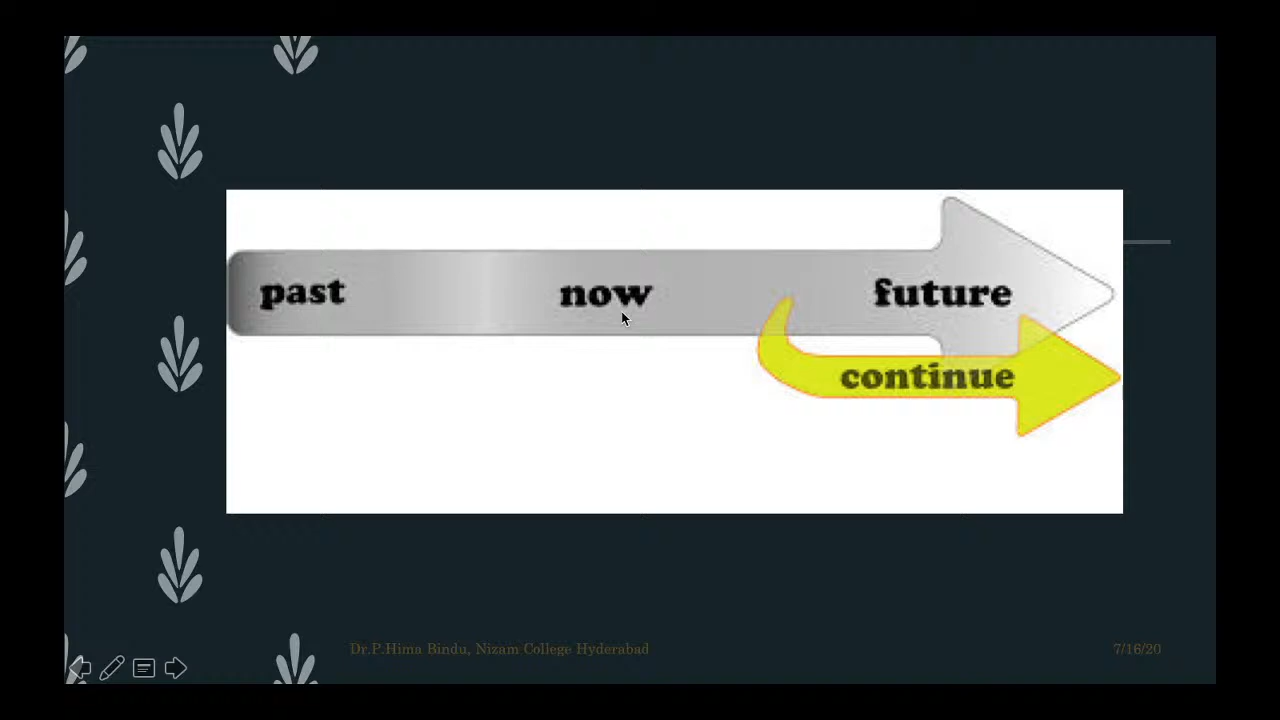 past now future
continue
Dr.P.Hima Bindu, Nizam College Hyderabad 7/16/20